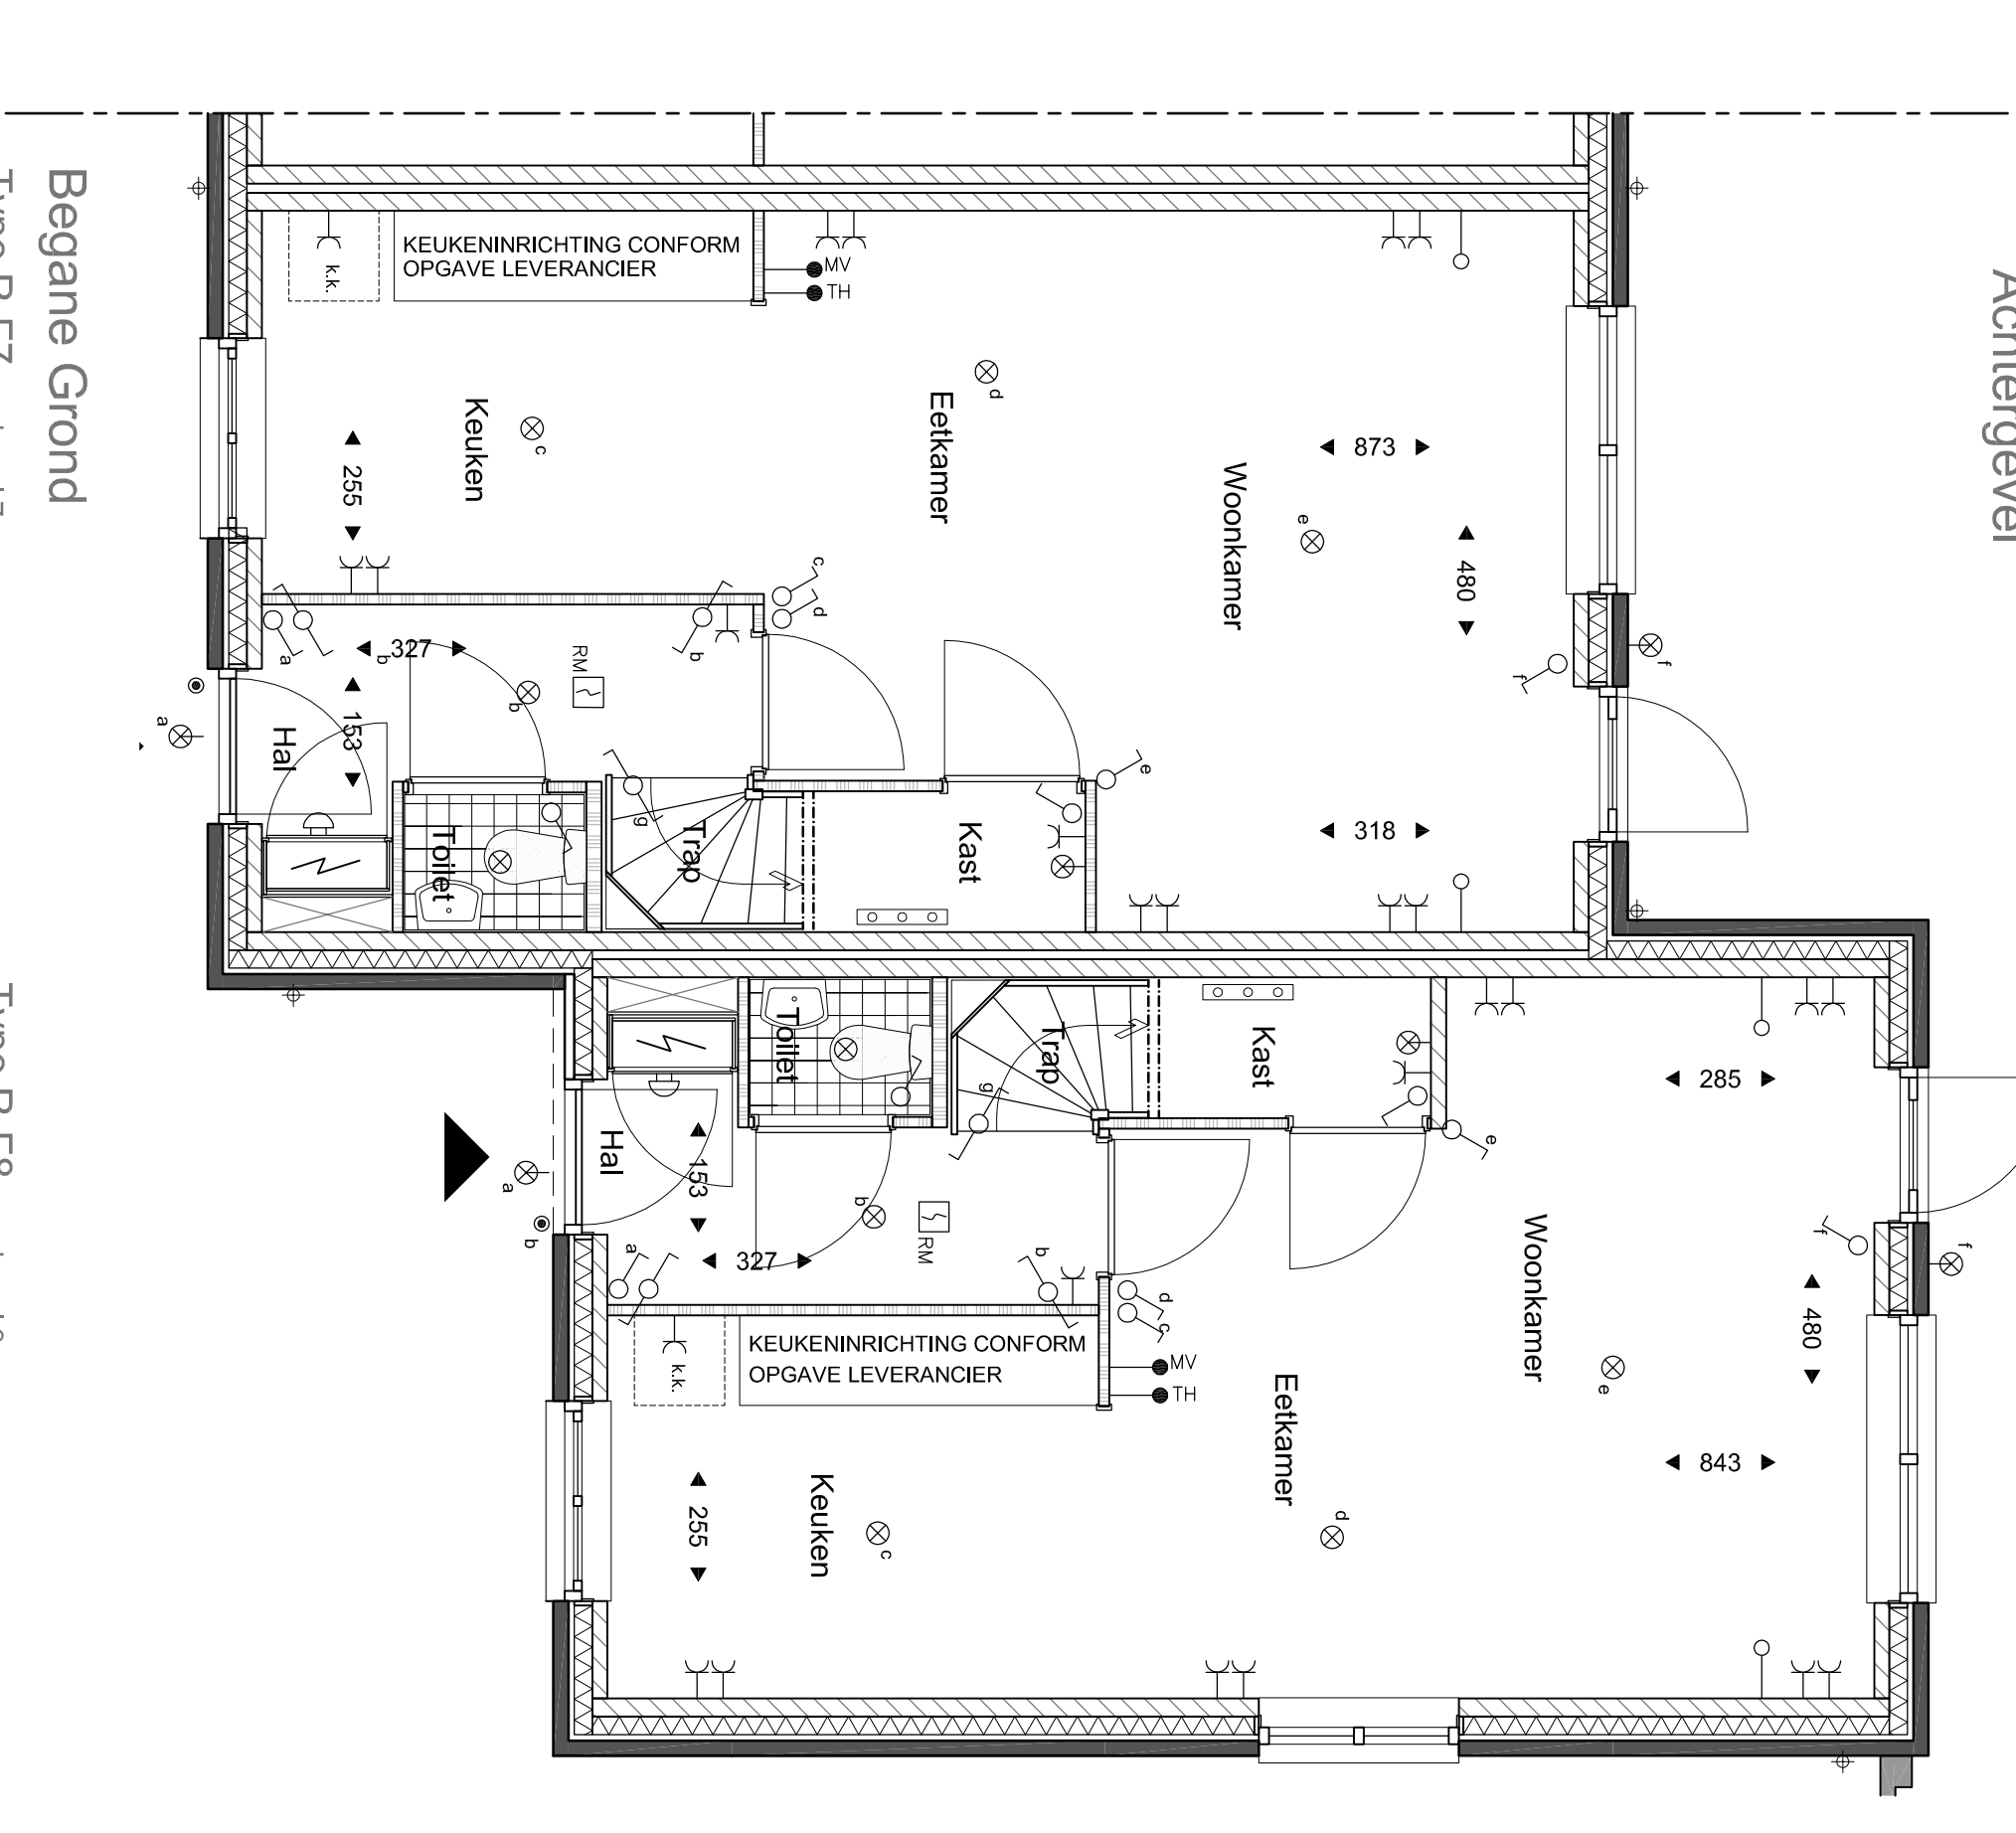 Achtergevel
KEUKENINRICHTING CONFORM
OPGAVE LEVERANCIER
k.k.
MV
TH
d
c
Keuken
Eetkamer
Woonkamer
873
e
480
255
c
d
f
f
a
b
327
b
RM
b
a
153
Hal
Toilet
g
Trap
Kast
e
318
Toilet
Trap
Kast
285
g
e
Hal
153
a
b
b
RM
a
327
b
d
c
f
f
Woonkamer
480
KEUKENINRICHTING CONFORM
OPGAVE LEVERANCIER
k.k.
MV
TH
e
Eetkamer
843
Keuken
255
c
d
Begane Grond